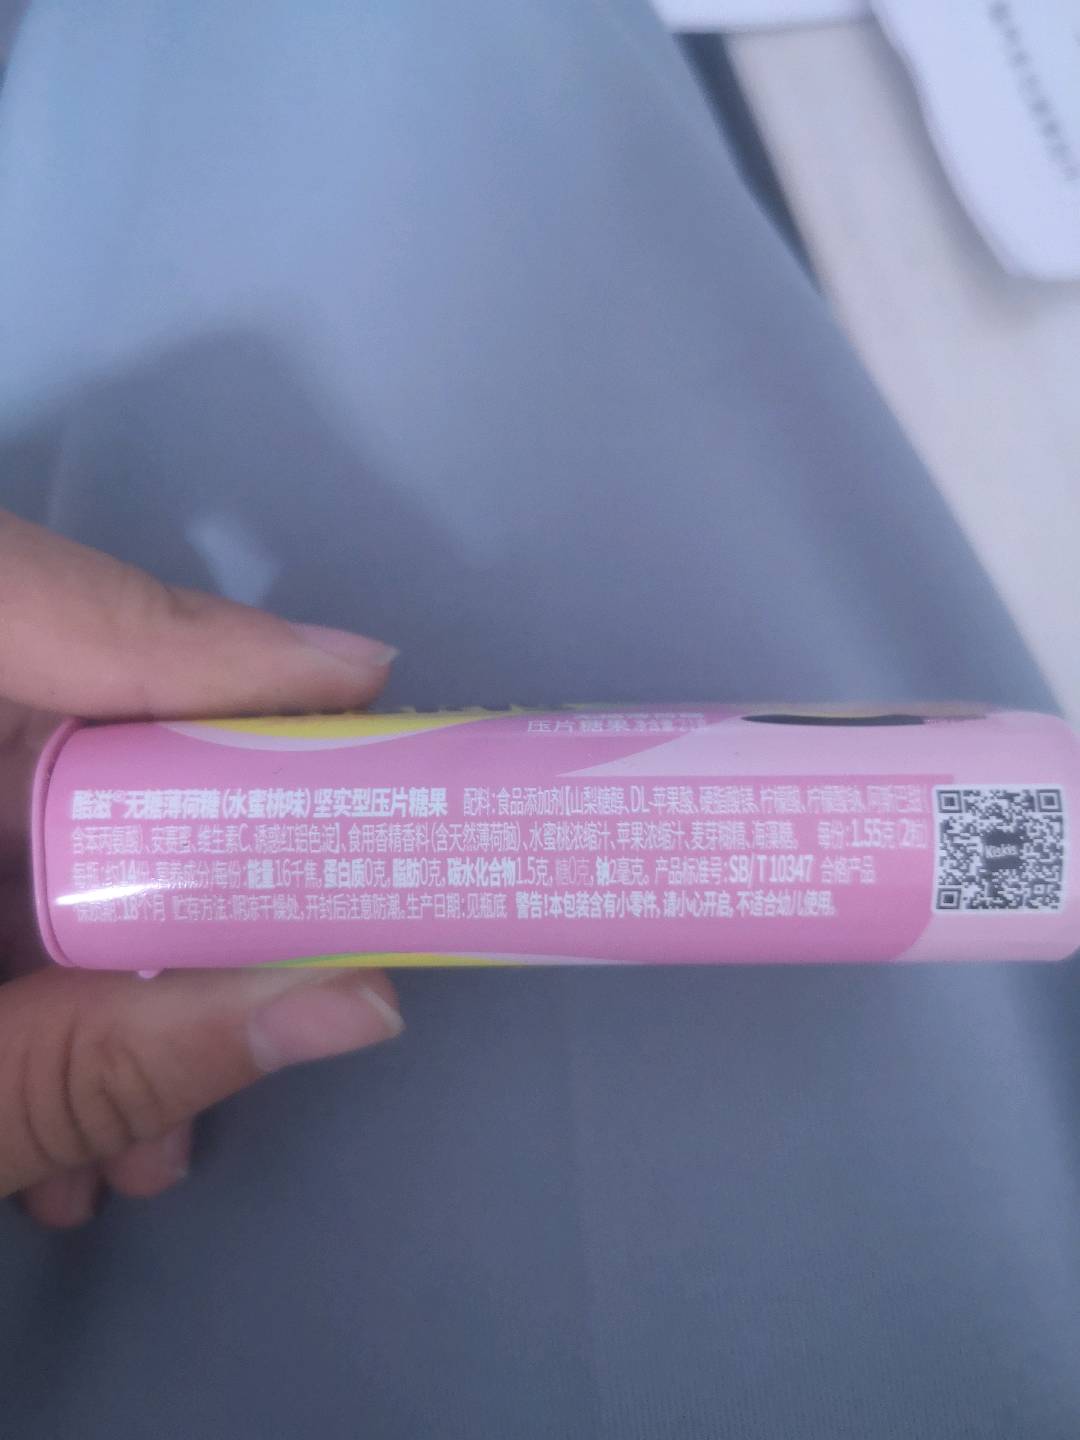 压片糖果
酷滋®无糖薄荷糖(水蜜桃味)坚实型压片糖果 配料:食品添加剂【山梨糖醇、DL-苹果酸、硬脂酸镁、柠檬酸、柠檬酸钠、阿斯巴甜
(含苯丙氨酸)、安赛蜜、维生素C、诱惑红铝色淀】、食用香精香料(含天然薄荷脑)、水蜜桃浓缩汁、苹果浓缩汁、麦芽糊精、海藻糖。 每份:1.55克(2粒)
每瓶:约14份 营养成分/每份:能量16千焦,蛋白质0克,脂肪0克,碳水化合物1.5克,糖0克,钠2毫克。 产品标准号:SB/T 10347 合格产品
保质期:18个月 贮存方法:阴凉干燥处,开封后注意防潮。生产日期:见瓶底 警告!本包装含有小零件,请小心开启,不适合幼儿使用。
KisKis